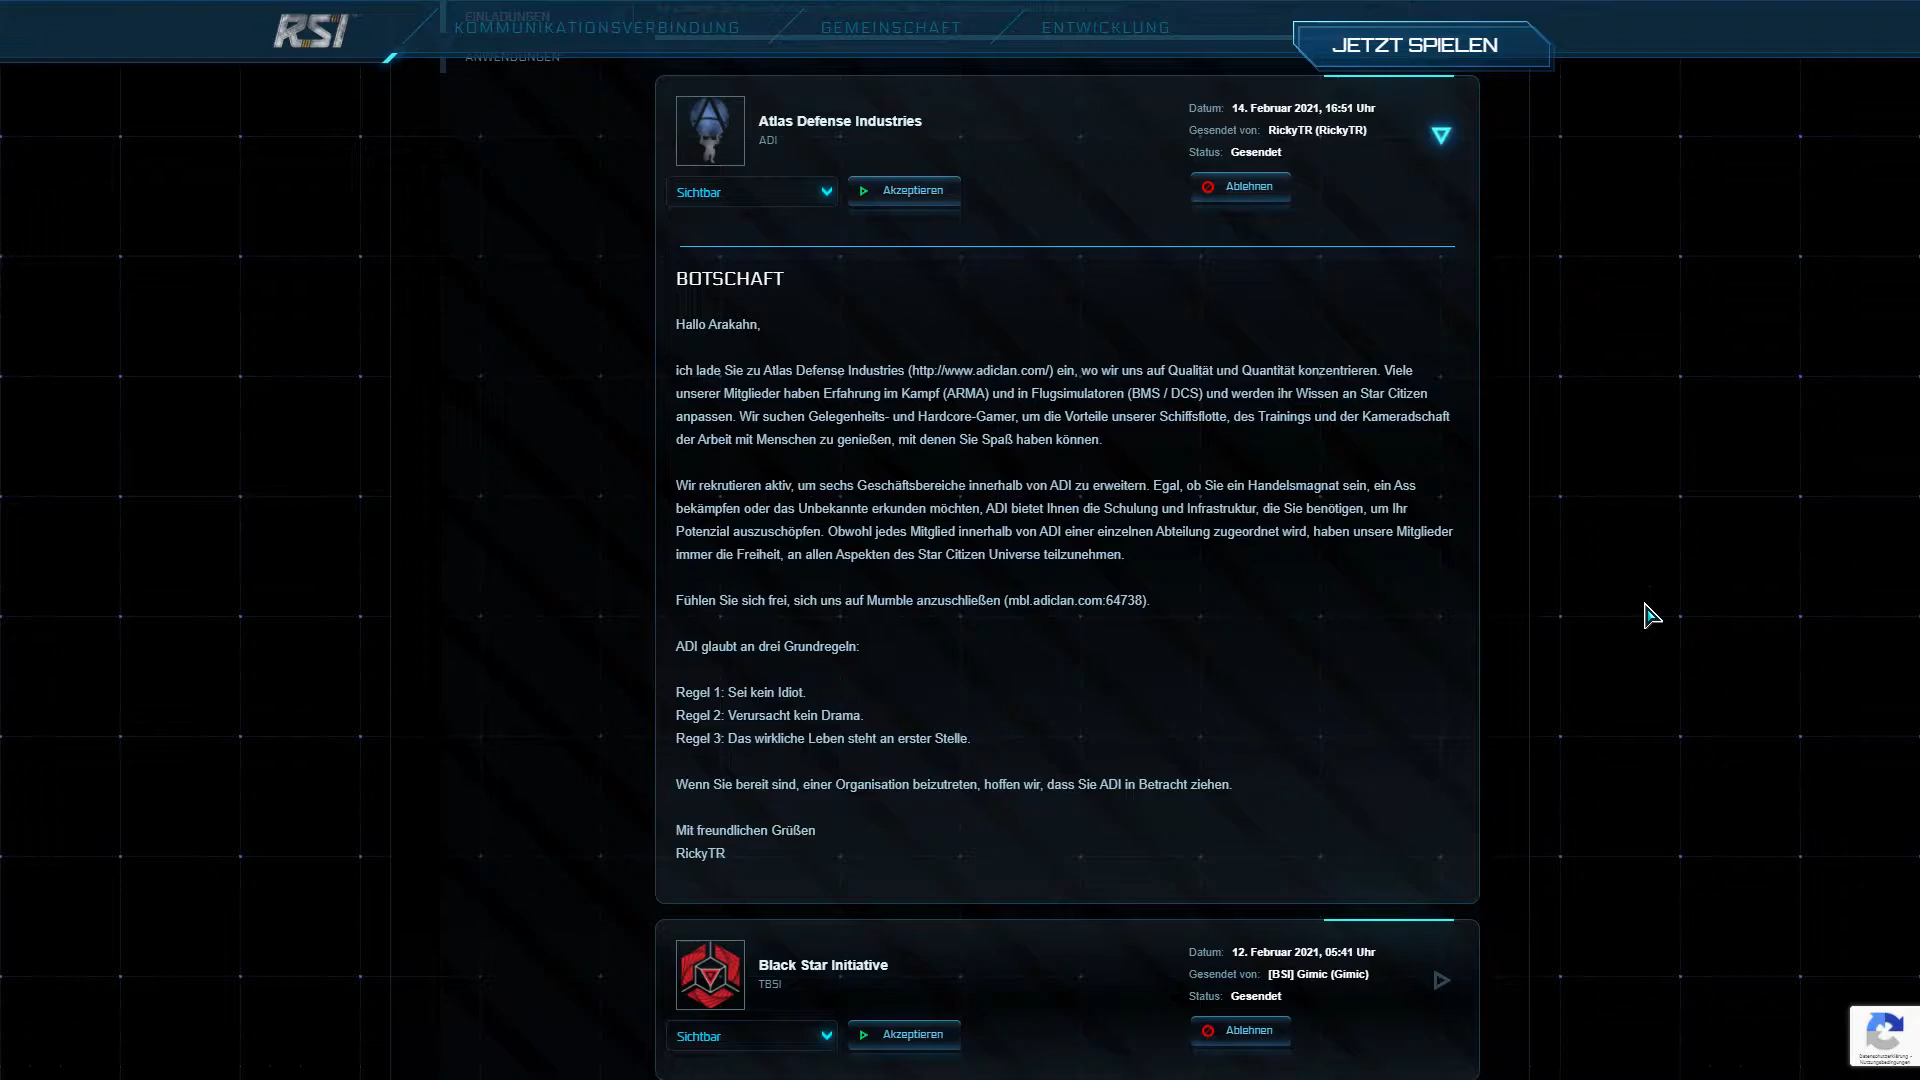 RSI
EINLADUNGEN
KOMMUNIKATIONSVERBINDUNG
GEMEINSCHAFT
ENTWICKLUNG
JETZT SPIELEN
ANWENDUNGEN
Atlas Defense Industries
ADI
Datum: 14. Februar 2021, 16:51 Uhr
Gesendet von: RickyTR (RickyTR)
Status: Gesendet
Sichtbar
Akzeptieren
Ablehnen
BOTSCHAFT
Hallo Arakahn,
ich lade Sie zu Atlas Defense Industries (http://www.adiclan.com/) ein, wo wir uns auf Qualität und Quantität konzentrieren. Viele
unserer Mitglieder haben Erfahrung im Kampf (ARMA) und in Flugsimulatoren (BMS / DCS) und werden ihr Wissen an Star Citizen
anpassen. Wir suchen Gelegenheits- und Hardcore-Gamer, um die Vorteile unserer Schiffsflotte, des Trainings und der Kameradschaft
der Arbeit mit Menschen zu genießen, mit denen Sie Spaß haben können.
Wir rekrutieren aktiv, um sechs Geschäftsbereiche innerhalb von ADI zu erweitern. Egal, ob Sie ein Handelsmagnat sein, ein Ass
bekämpfen oder das Unbekannte erkunden möchten, ADI bietet Ihnen die Schulung und Infrastruktur, die Sie benötigen, um Ihr
Potenzial auszuschöpfen. Obwohl jedes Mitglied innerhalb von ADI einer einzelnen Abteilung zugeordnet wird, haben unsere Mitglieder
immer die Freiheit, an allen Aspekten des Star Citizen Universe teilzunehmen.
Fühlen Sie sich frei, sich uns auf Mumble anzuschließen (mbl.adiclan.com:64738).
ADI glaubt an drei Grundregeln:
Regel 1: Sei kein Idiot.
Regel 2: Verursacht kein Drama.
Regel 3: Das wirkliche Leben steht an erster Stelle.
Wenn Sie bereit sind, einer Organisation beizutreten, hoffen wir, dass Sie ADI in Betracht ziehen.
Mit freundlichen Grüßen
RickyTR
Black Star Initiative
TBSI
Datum: 12. Februar 2021, 05:41 Uhr
Gesendet von: [BSI] Gimic (Gimic)
Status: Gesendet
Sichtbar
Akzeptieren
Ablehnen
Datenschutzerklärung -
Nutzungsbedingungen